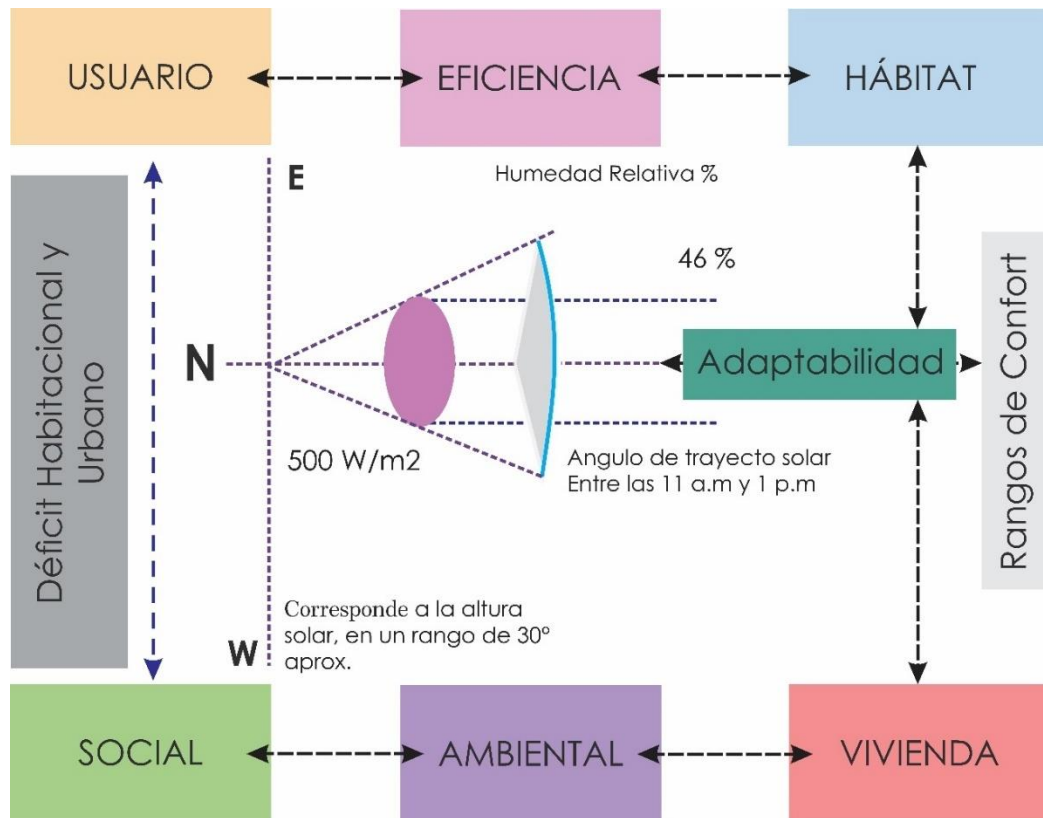 USUARIO
EFICIENCIA
HÁBITAT
E
Humedad Relativa %
46 %
Déficit Habitacional y
Urbano
N
Adaptabilidad
Rangos de Confort
500 W/m2
Angulo de trayecto solar
Entre las 11 a.m y 1 p.m
Corresponde a la altura
solar, en un rango de 30º
aprox.
W
SOCIAL
AMBIENTAL
VIVIENDA